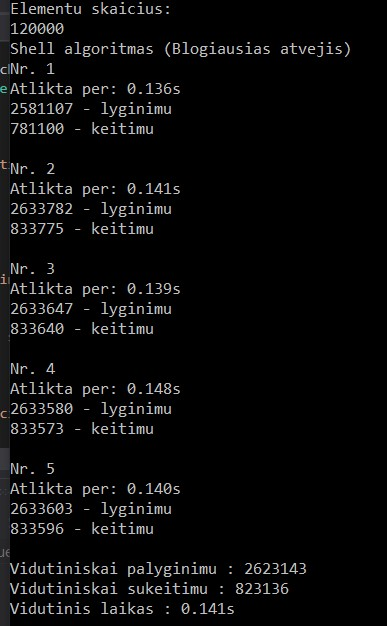 Elementu skaicius:
120000
Shell algoritmas (Blogiausias atvejis)
Nr. 1
Atlikta per: 0.136s
2581107 - lyginimu
781100 - keitimu
Nr. 2
Atlikta per: 0.141s
2633782 - lyginimu
833775 - keitimu
Nr. 3
Atlikta per: 0.139s
2633647 - lyginimu
833640 - keitimu
Nr. 4
Atlikta per: 0.148s
2633580 - lyginimu
833573 - keitimu
Nr. 5
Atlikta per: 0.140s
2633603 - lyginimu
833596 - keitimu
Vidutiniskai palyginimu : 2623143
Vidutiniskai sukeitimu : 823136
Vidutinis laikas : 0.141s